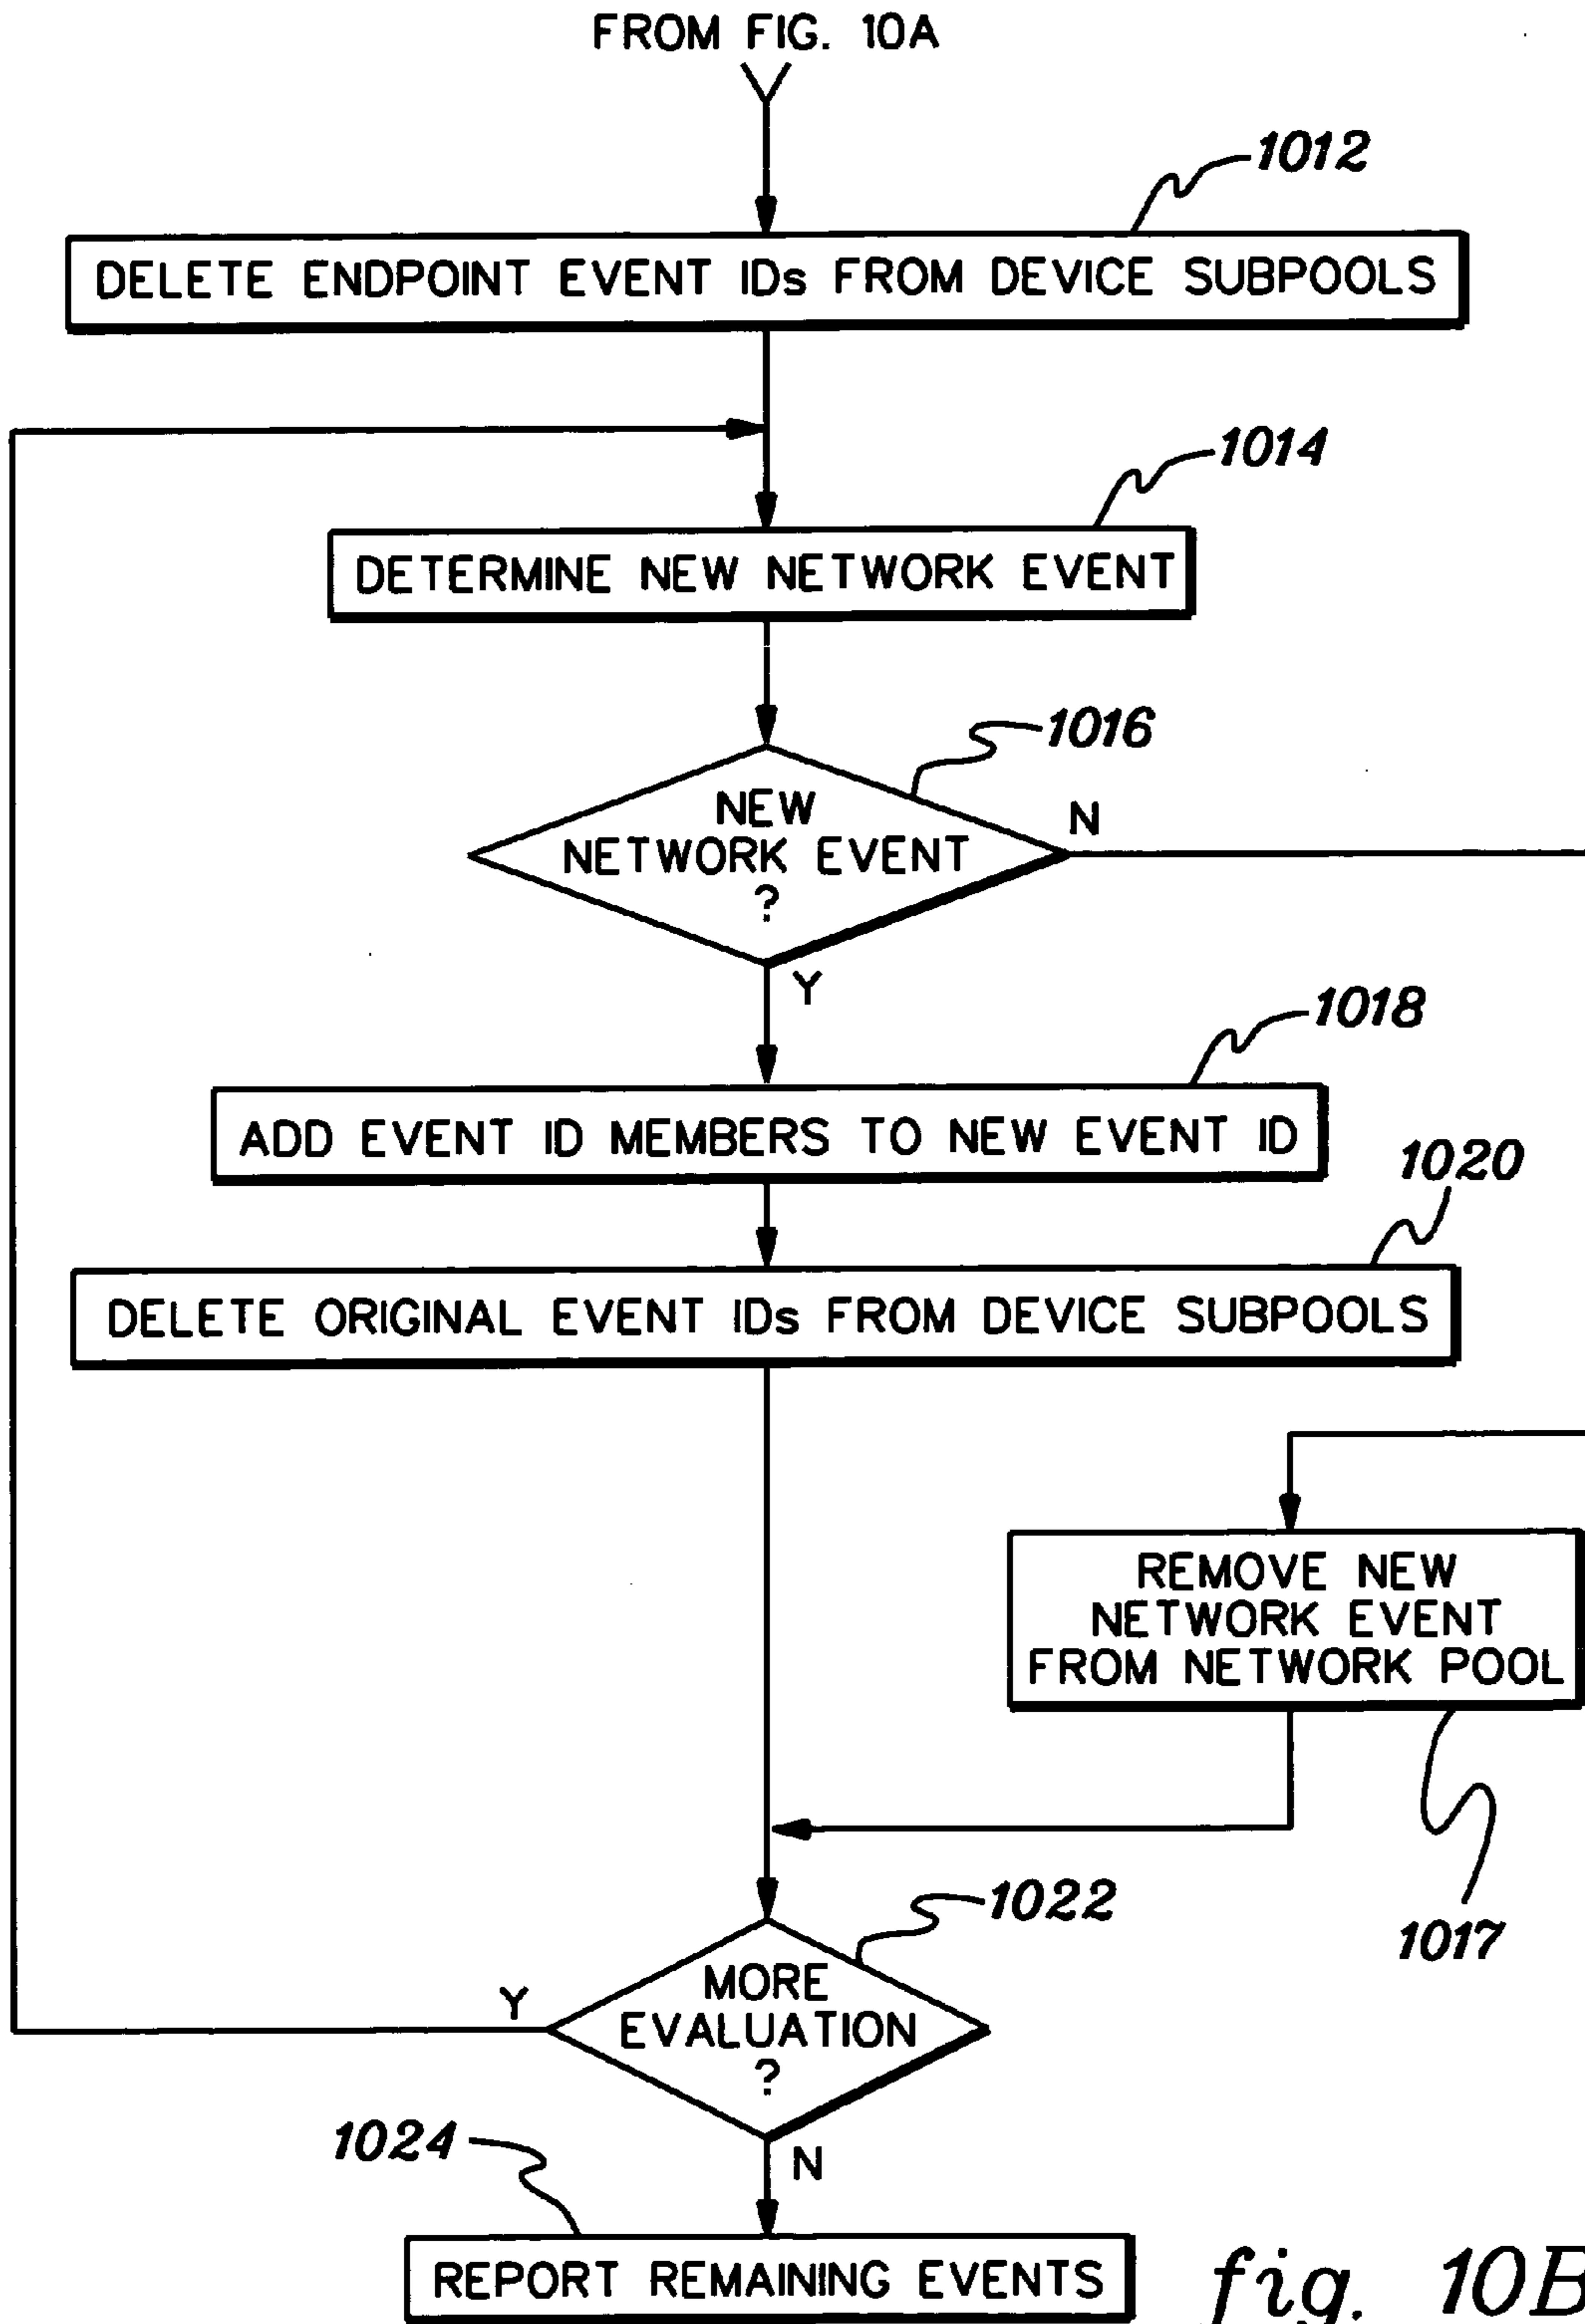 FROM FIG. 10A
1012
DELETE ENDPOINT EVENT IDs FROM DEVICE SUBPOOLS
1014
DETERMINE NEW NETWORK EVENT
1016
NEW
NETWORK EVENT
?
N
Y
1018
ADD EVENT ID MEMBERS TO NEW EVENT ID
1020
DELETE ORIGINAL EVENT IDs FROM DEVICE SUBPOOLS
REMOVE NEW
NETWORK EVENT
FROM NETWORK POOL
1017
1022
MORE
EVALUATION
?
Y
N
1024
REPORT REMAINING EVENTS
fig. 10B